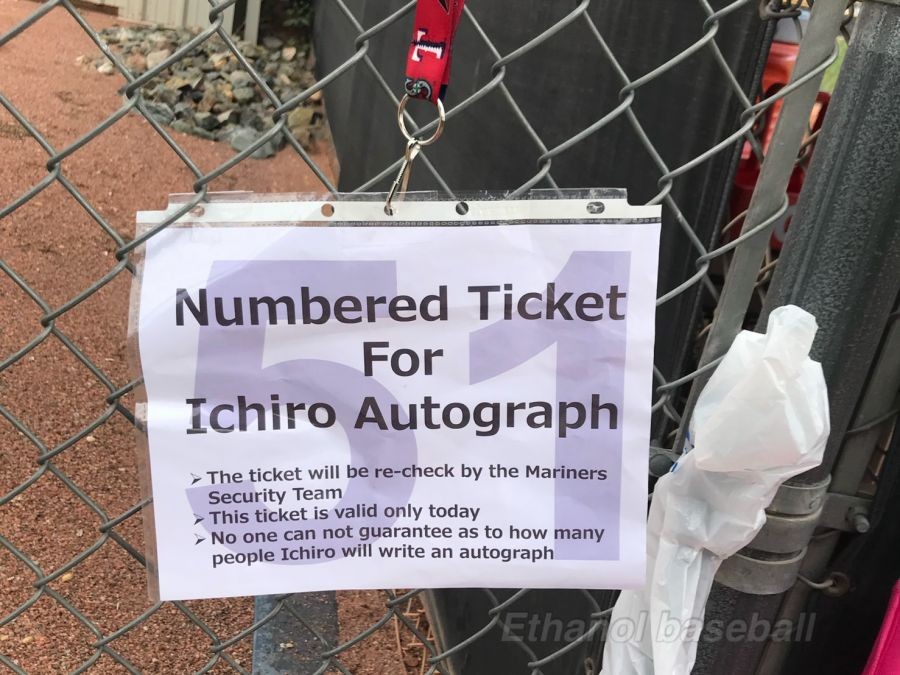 L
51
Numbered Ticket
For
Ichiro Autograph
➢ The ticket will be re-check by the Mariners
Security Team
➢ This ticket is valid only today
➢ No one can not guarantee as to how many
people Ichiro will write an autograph
Ethanol baseball